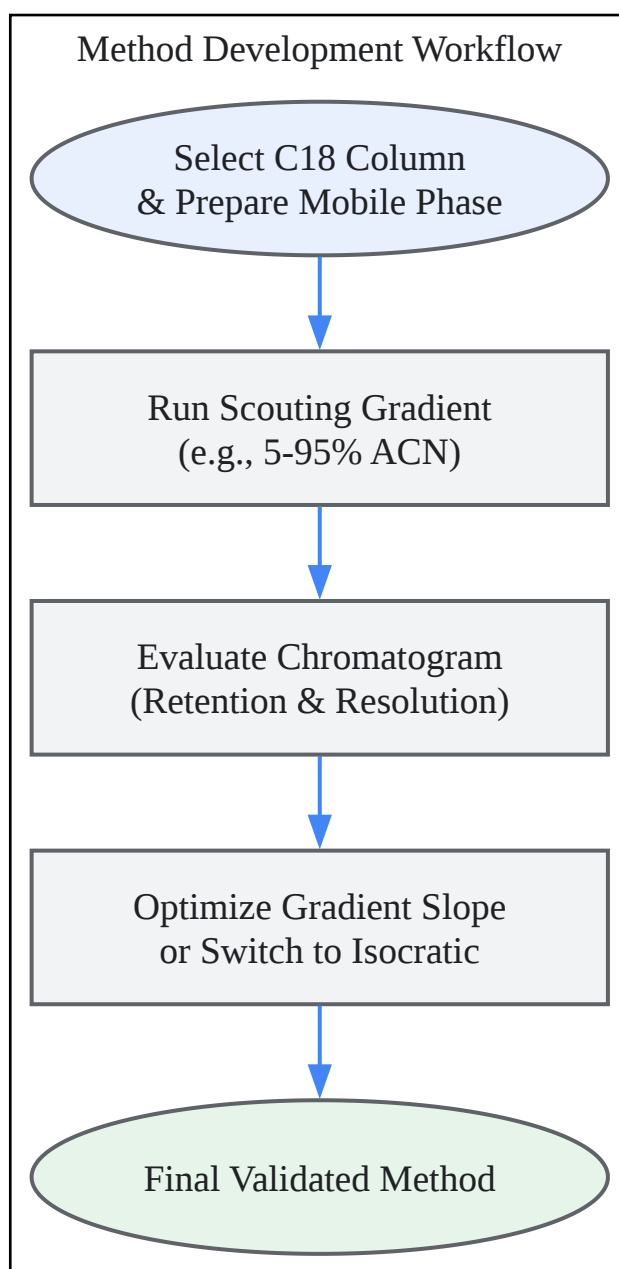 Method Development Workflow
Select C18 Column
& Prepare Mobile Phase
Run Scouting Gradient
(e.g., 5-95% ACN)
Evaluate Chromatogram
(Retention & Resolution)
Optimize Gradient Slope
or Switch to Isocratic
Final Validated Method